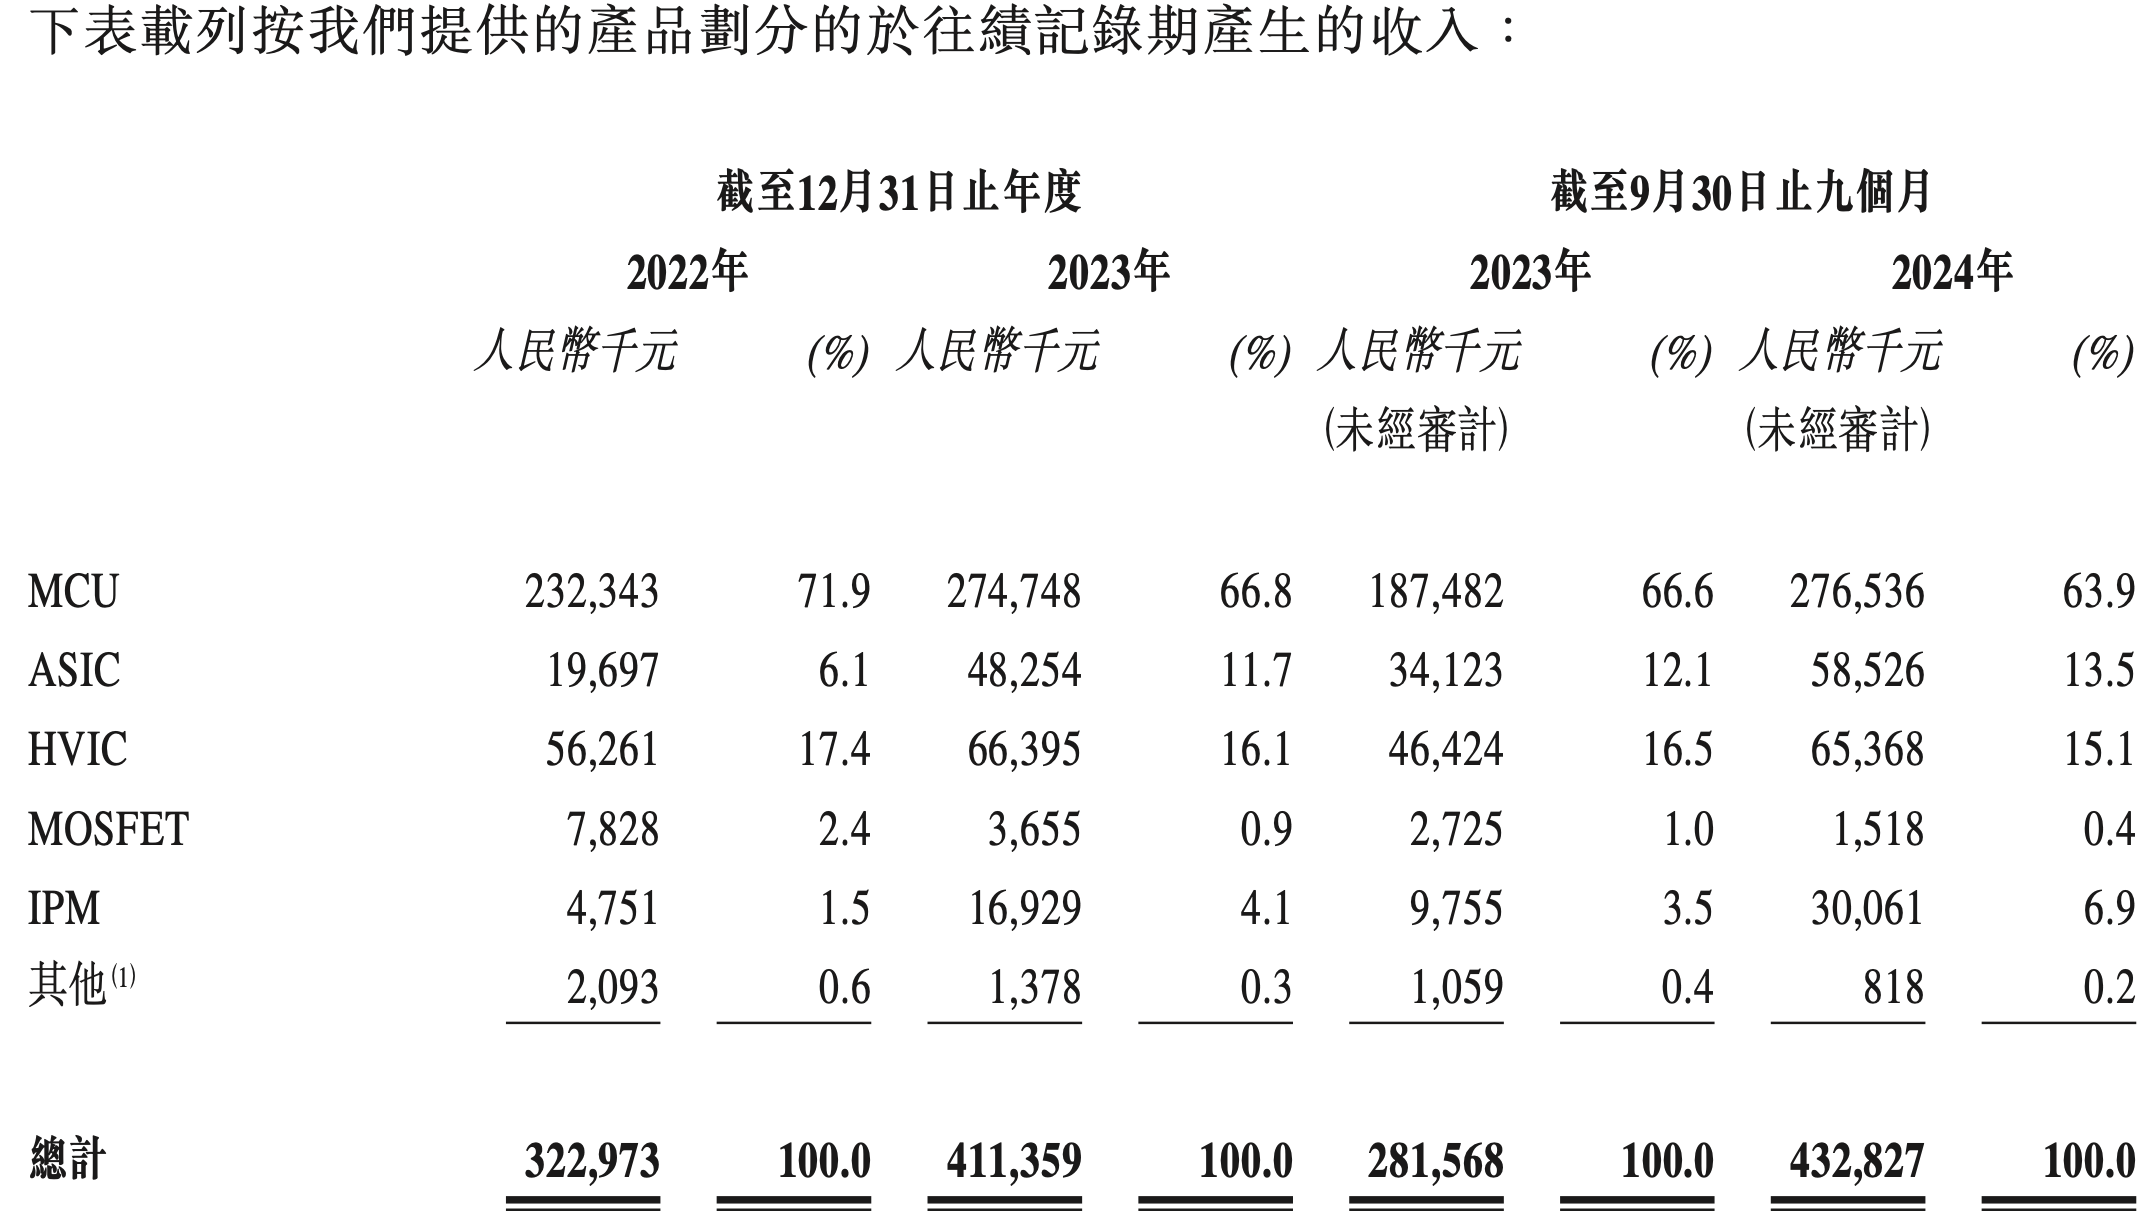 下表載列按我們提供的產品劃分的於往績記錄期產生的收入：
截至12月31日止年度 截至9月30日止九個月
2022年 2023年 2023年 2024年
人民幣千元 (%) 人民幣千元 (%) 人民幣千元 (%) 人民幣千元 (%)
(未經審計) (未經審計)
MCU 232,343 71.9 274,748 66.8 187,482 66.6 276,536 63.9
ASIC 19,697 6.1 48,254 11.7 34,123 12.1 58,526 13.5
HVIC 56,261 17.4 66,395 16.1 46,424 16.5 65,368 15.1
MOSFET 7,828 2.4 3,655 0.9 2,725 1.0 1,518 0.4
IPM 4,751 1.5 16,929 4.1 9,755 3.5 30,061 6.9
其他(1) 2,093 0.6 1,378 0.3 1,059 0.4 818 0.2
總計 322,973 100.0 411,359 100.0 281,568 100.0 432,827 100.0